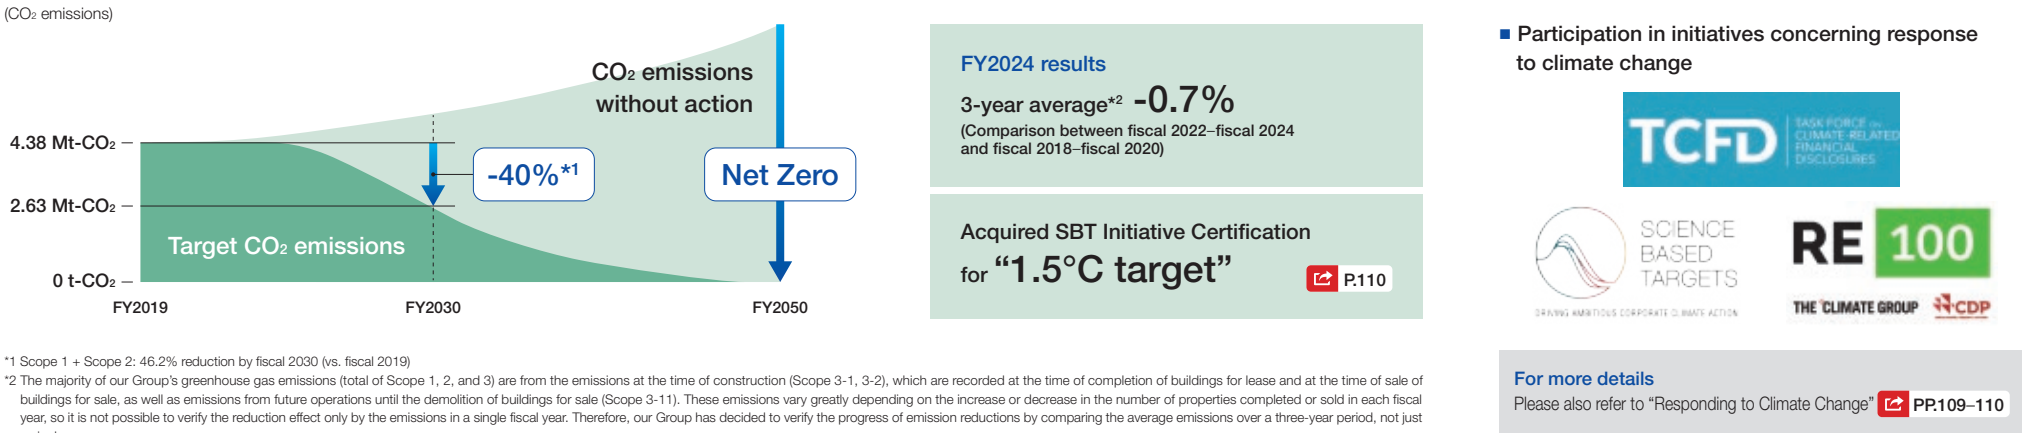 (CO₂ emissions)
CO₂ emissions
without action
4.38 Mt-CO₂
-40%*¹
Net Zero
2.63 Mt-CO₂
Target CO₂ emissions
0 t-CO₂
FY2019
FY2030
FY2050
FY2024 results
3-year average*² -0.7%
(Comparison between fiscal 2022–fiscal 2024
and fiscal 2018–fiscal 2020)
Acquired SBT Initiative Certification
for “1.5°C target”
P.110
■ Participation in initiatives concerning response
to climate change
TCFD
TASK FORCE ON
CLIMATE-RELATED
FINANCIAL
DISCLOSURES
SCIENCE
BASED
TARGETS
DRIVING AMBITIOUS CORPORATE CLIMATE ACTION
RE 100
THE °CLIMATE GROUP
CDP
*1 Scope 1 + Scope 2: 46.2% reduction by fiscal 2030 (vs. fiscal 2019)
*2 The majority of our Group’s greenhouse gas emissions (total of Scope 1, 2, and 3) are from the emissions at the time of construction (Scope 3-1, 3-2), which are recorded at the time of completion of buildings for lease and at the time of sale of
buildings for sale, as well as emissions from future operations until the demolition of buildings for sale (Scope 3-11). These emissions vary greatly depending on the increase or decrease in the number of properties completed or sold in each fiscal
year, so it is not possible to verify the reduction effect only by the emissions in a single fiscal year. Therefore, our Group has decided to verify the progress of emission reductions by comparing the average emissions over a three-year period, not just
For more details
Please also refer to “Responding to Climate Change” PP.109–110